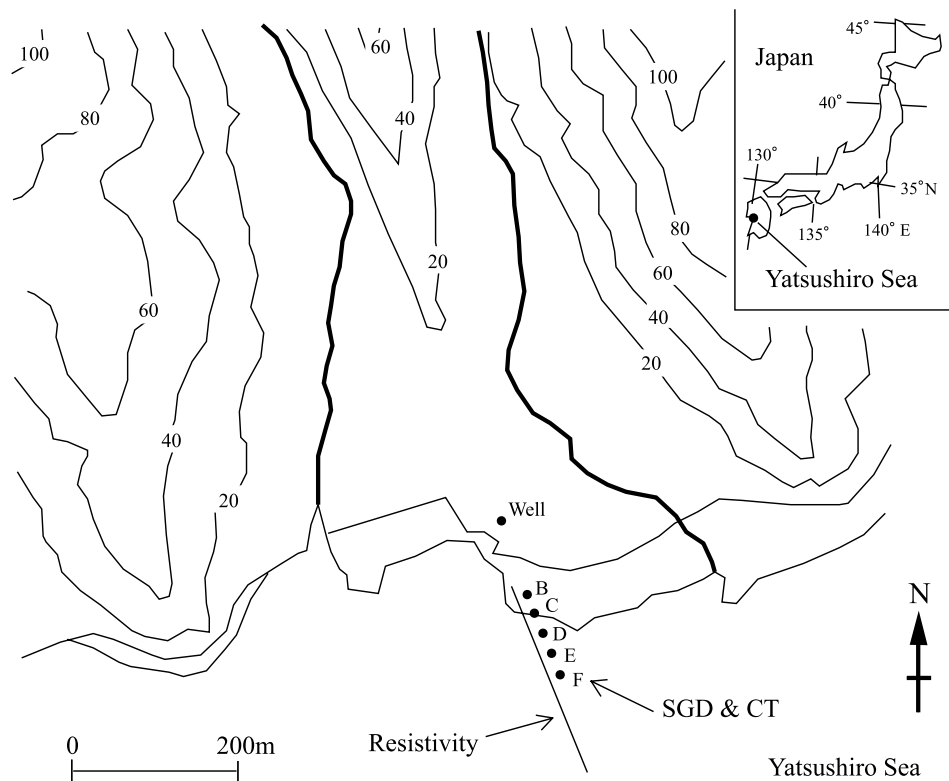 100
80
60
40
20
60
40
20
100
80
60
40
20
Japan
45°
40°
130°
35°N
135°
140° E
Yatsushiro Sea
Well
B
C
D
E
F
SGD & CT
Resistivity
N
0 200m
Yatsushiro Sea